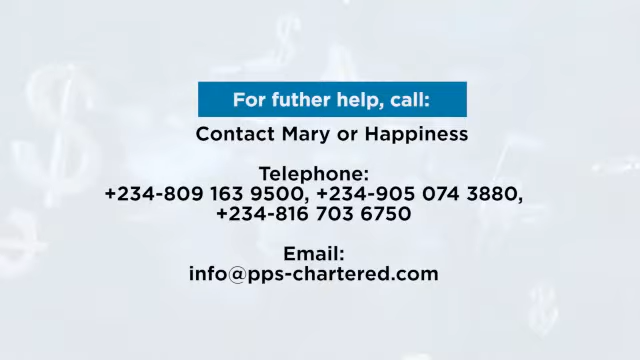 For futher help, call:
Contact Mary or Happiness
Telephone:
+234-809 163 9500, +234-905 074 3880,
+234-816 703 6750
Email:
info@pps-chartered.com